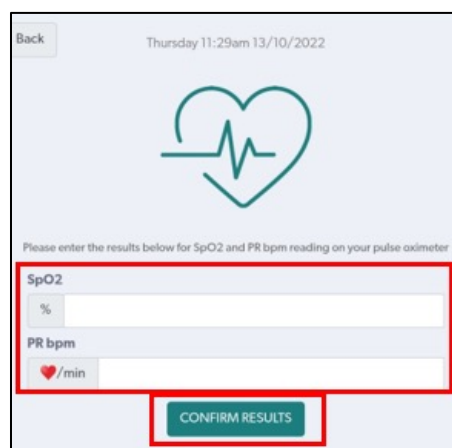 Back
Thursday 11:29am 13/10/2022
Please enter the results below for SpO2 and PR bpm reading on your pulse oximeter
SpO2
%
PR bpm
❤️/min
CONFIRM RESULTS